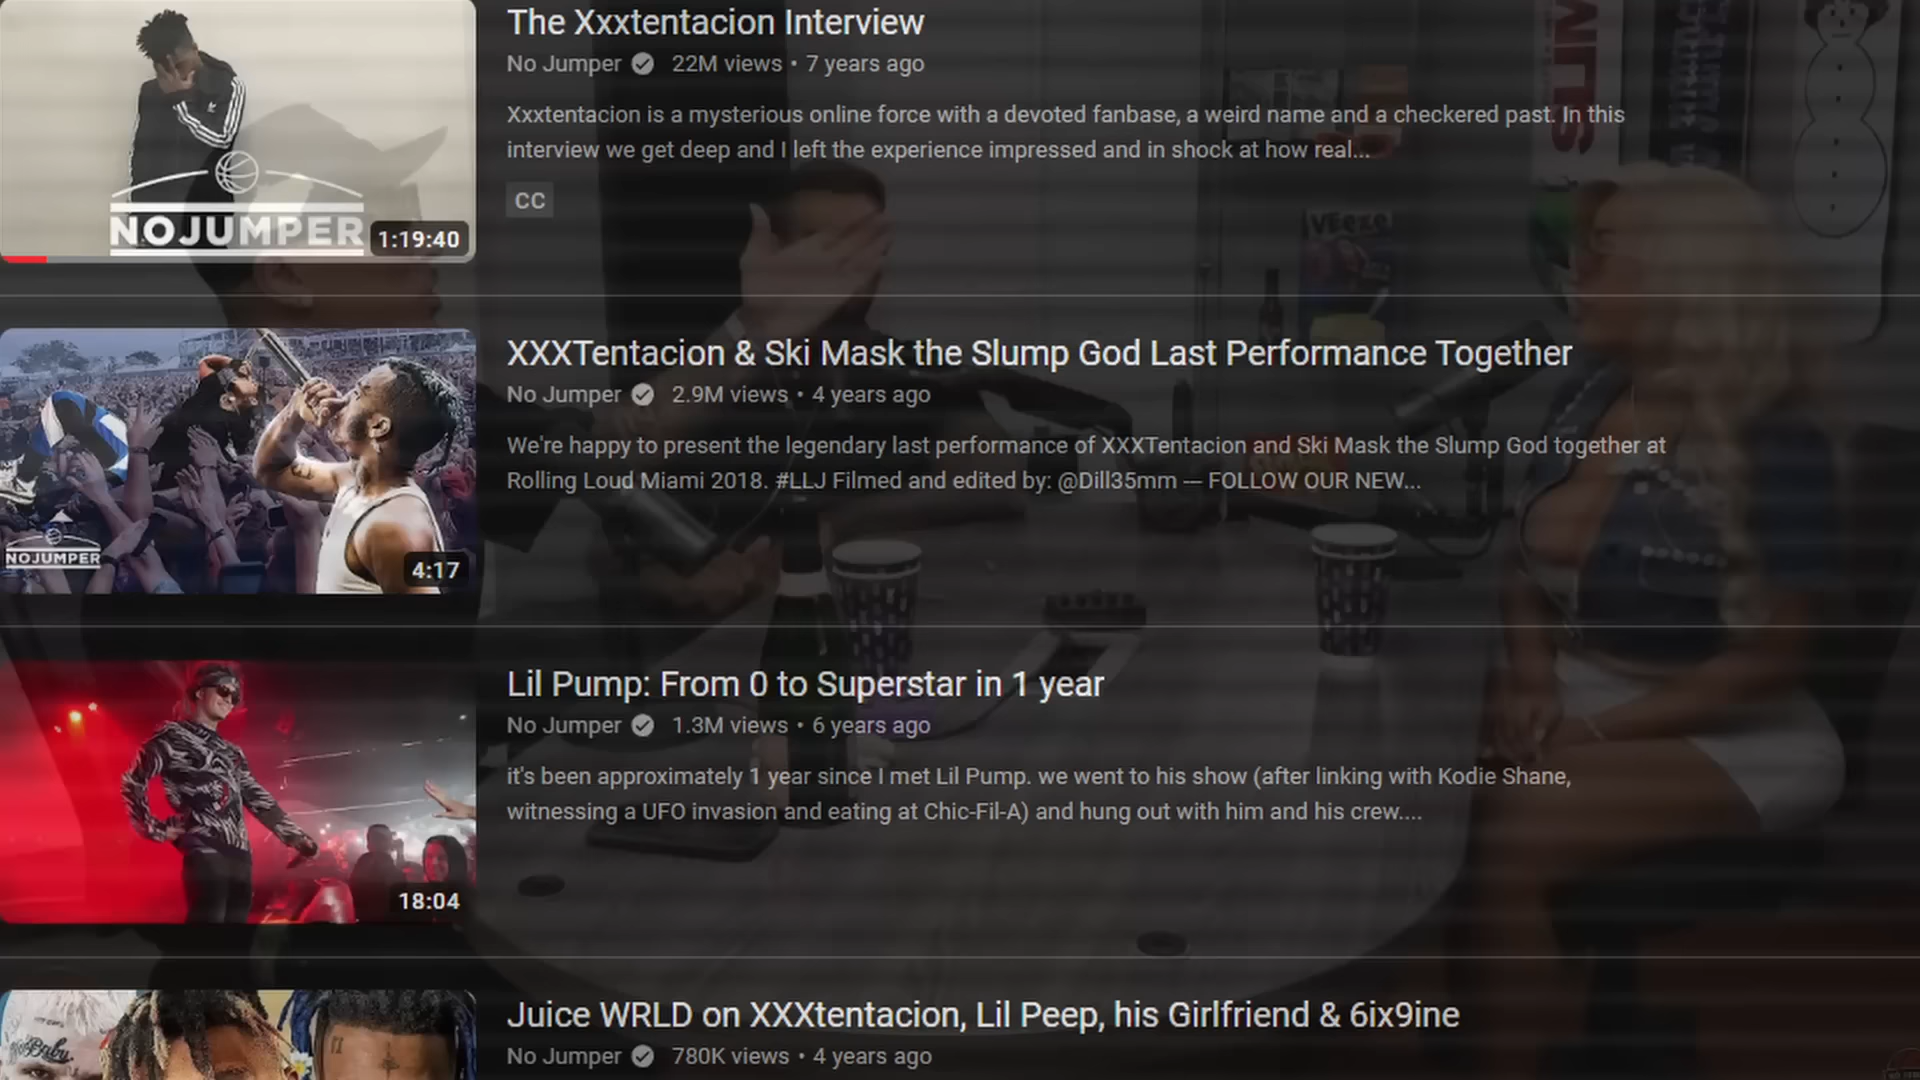 The Xxxtentacion Interview
No Jumper 22M views • 7 years ago
Xxxtentacion is a mysterious online force with a devoted fanbase, a weird name and a checkered past. In this
interview we get deep and I left the experience impressed and in shock at how real...
CC
NOJUMPER
1:19:40
SLIM
VEEZE
XXXTentacion & Ski Mask the Slump God Last Performance Together
No Jumper 2.9M views • 4 years ago
We're happy to present the legendary last performance of XXXTentacion and Ski Mask the Slump God together at
Rolling Loud Miami 2018. #LLJ Filmed and edited by: @Dill35mm --- FOLLOW OUR NEW...
NOJUMPER
4:17
Lil Pump: From 0 to Superstar in 1 year
No Jumper 1.3M views • 6 years ago
it's been approximately 1 year since I met Lil Pump. we went to his show (after linking with Kodie Shane,
witnessing a UFO invasion and eating at Chic-Fil-A) and hung out with him and his crew....
18:04
Juice WRLD on XXXtentacion, Lil Peep, his Girlfriend & 6ix9ine
No Jumper 780K views • 4 years ago